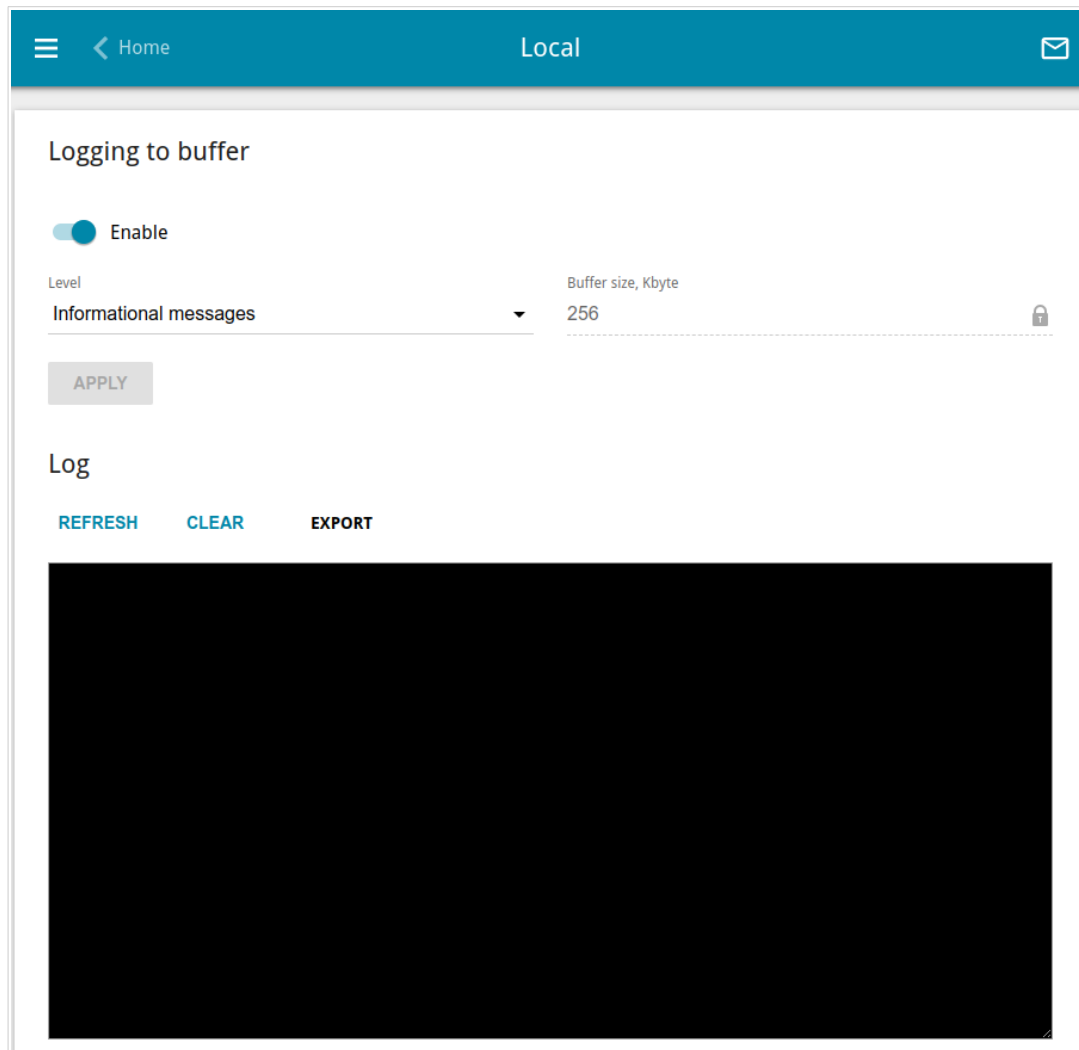 Home Local
Logging to buffer
Enable
Level Buffer size, Kbyte
Informational messages 256
APPLY
Log
REFRESH CLEAR EXPORT